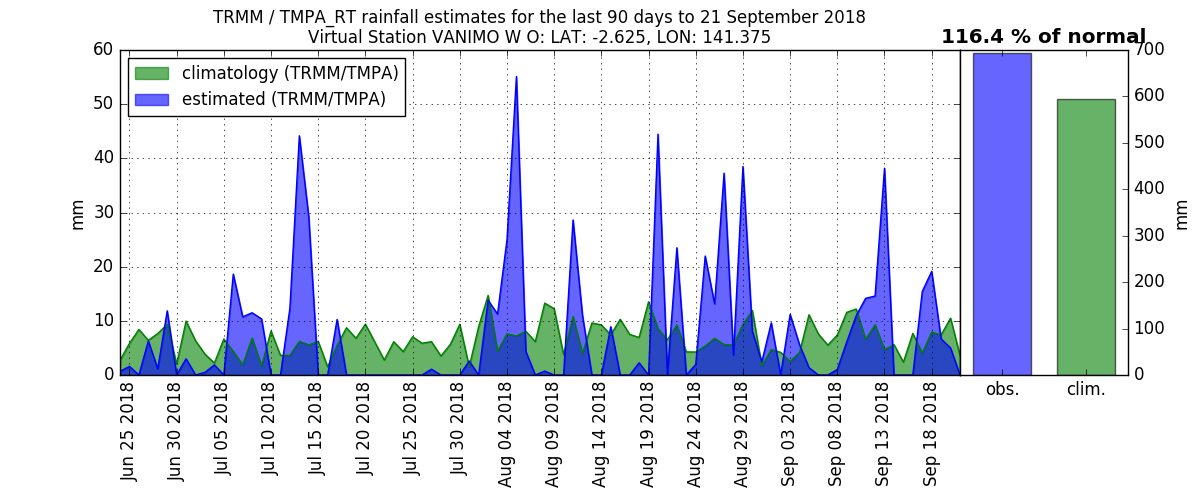 TRMM / TMPA_RT rainfall estimates for the last 90 days to 21 September 2018
Virtual Station VANIMO W O: LAT: -2.625, LON: 141.375
116.4 % of normal
climatology (TRMM/TMPA)
estimated (TRMM/TMPA)
60
50
40
30
20
10
0
mm
Jun 25 2018
Jun 30 2018
Jul 05 2018
Jul 10 2018
Jul 15 2018
Jul 20 2018
Jul 25 2018
Jul 30 2018
Aug 04 2018
Aug 09 2018
Aug 14 2018
Aug 19 2018
Aug 24 2018
Aug 29 2018
Sep 03 2018
Sep 08 2018
Sep 13 2018
Sep 18 2018
700
600
500
400
300
200
100
0
mm
obs.
clim.